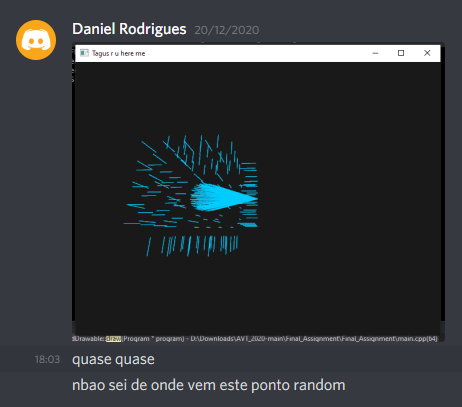 Daniel Rodrigues 20/12/2020
Tagus r u here me
Drawable::draw(Program * program) - D:\Downloads\AVT_2020-main\Final_Assignment\Final_Assignment\main.cpp(64)
18:03 quase quase
nbao sei de onde vem este ponto random